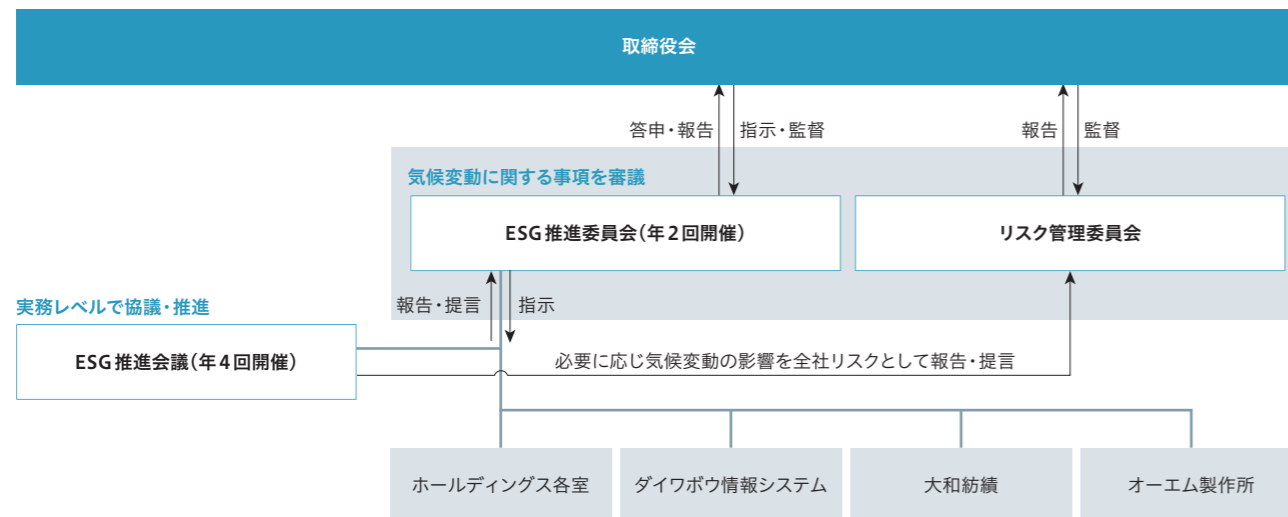 取締役会
答申・報告
指示・監督
報告
監督
気候変動に関する事項を審議
ESG推進委員会(年2回開催)
リスク管理委員会
報告・提言
指示
実務レベルで協議・推進
ESG推進会議(年4回開催)
必要に応じ気候変動の影響を全社リスクとして報告・提言
ホールディングス各室
ダイワボウ情報システム
大和紡績
オーエム製作所